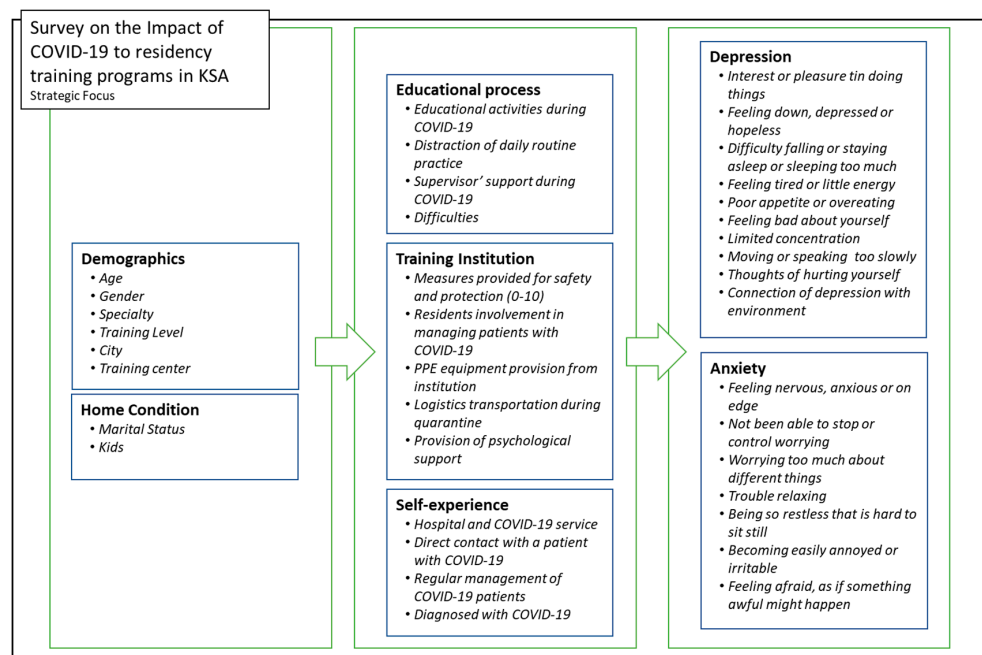 Survey on the Impact of
COVID-19 to residency
training programs in KSA
Strategic Focus
Demographics
• Age
• Gender
• Specialty
• Training Level
• City
• Training center
Home Condition
• Marital Status
• Kids
Educational process
• Educational activities during
COVID-19
• Distraction of daily routine
practice
• Supervisor' support during
COVID-19
• Difficulties
Training Institution
• Measures provided for safety
and protection (0-10)
• Residents involvement in
managing patients with
COVID-19
• PPE equipment provision from
institution
• Logistics transportation during
quarantine
• Provision of psychological
support
Self-experience
• Hospital and COVID-19 service
• Direct contact with a patient
with COVID-19
• Regular management of
COVID-19 patients
• Diagnosed with COVID-19
Depression
• Interest or pleasure tin doing
things
• Feeling down, depressed or
hopeless
• Difficulty falling or staying
asleep or sleeping too much
• Feeling tired or little energy
• Poor appetite or overeating
• Feeling bad about yourself
• Limited concentration
• Moving or speaking too slowly
• Thoughts of hurting yourself
• Connection of depression with
environment
Anxiety
• Feeling nervous, anxious or on
edge
• Not been able to stop or
control worrying
• Worrying too much about
different things
• Trouble relaxing
• Being so restless that is hard to
sit still
• Becoming easily annoyed or
irritable
• Feeling afraid, as if something
awful might happen